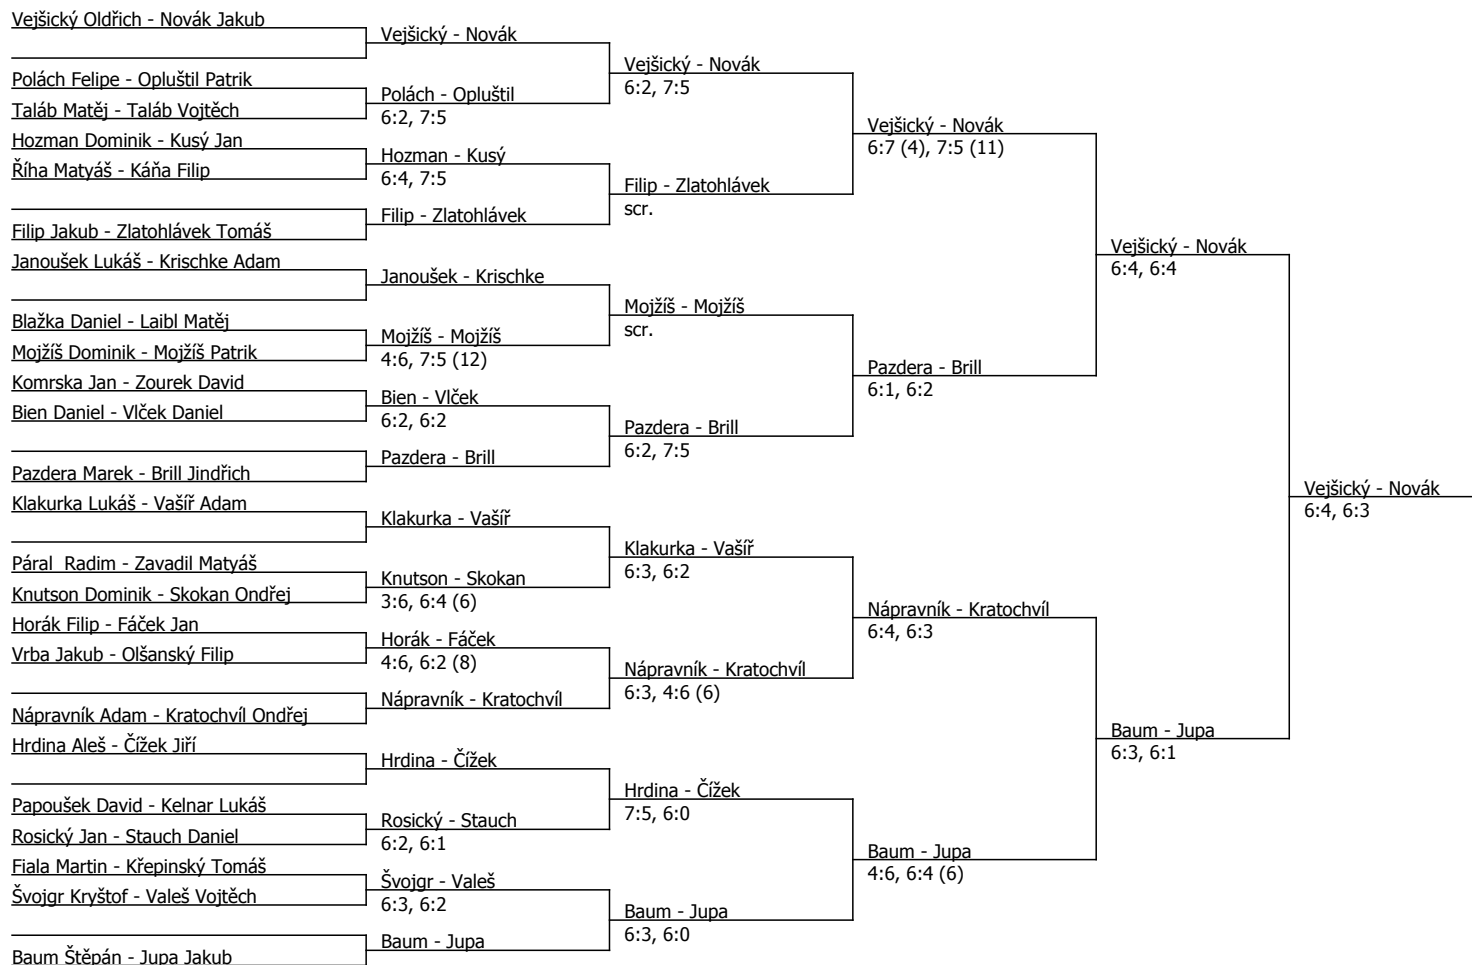 Vejšický Oldřich - Novák Jakub
Polách Felipe - Opluštil Patrik
Taláb Matěj - Taláb Vojtěch
Hozman Dominik - Kusý Jan
Říha Matyáš - Káňa Filip
Filip Jakub - Zlatohlávek Tomáš
Janoušek Lukáš - Krischke Adam
Blažka Daniel - Laibl Matěj
Mojžíš Dominik - Mojžíš Patrik
Komrska Jan - Zourek David
Bien Daniel - Vlček Daniel
Pazdera Marek - Brill Jindřich
Klakurka Lukáš - Vašíř Adam
Páral  Radim - Zavadil Matyáš
Knutson Dominik - Skokan Ondřej
Horák Filip - Fáček Jan
Vrba Jakub - Olšanský Filip
Nápravník Adam - Kratochvíl Ondřej
Hrdina Aleš - Čížek Jiří
Papoušek David - Kelnar Lukáš
Rosický Jan - Stauch Daniel
Fiala Martin - Křepinský Tomáš
Švojgr Kryštof - Valeš Vojtěch
Baum Štěpán - Jupa Jakub
Vejšický - Novák
Polách - Opluštil
6:2, 7:5
Hozman - Kusý
6:4, 7:5
Filip - Zlatohlávek
Janoušek - Krischke
Mojžíš - Mojžíš
4:6, 7:5 (12)
Bien - Vlček
6:2, 6:2
Pazdera - Brill
Klakurka - Vašíř
Knutson - Skokan
3:6, 6:4 (6)
Horák - Fáček
4:6, 6:2 (8)
Nápravník - Kratochvíl
Hrdina - Čížek
Rosický - Stauch
6:2, 6:1
Švojgr - Valeš
6:3, 6:2
Baum - Jupa
Vejšický - Novák
6:2, 7:5
Filip - Zlatohlávek
scr.
Mojžíš - Mojžíš
scr.
Pazdera - Brill
6:2, 7:5
Klakurka - Vašíř
6:3, 6:2
Nápravník - Kratochvíl
6:3, 4:6 (6)
Hrdina - Čížek
7:5, 6:0
Baum - Jupa
6:3, 6:0
Vejšický - Novák
6:7 (4), 7:5 (11)
Pazdera - Brill
6:1, 6:2
Nápravník - Kratochvíl
6:4, 6:3
Baum - Jupa
4:6, 6:4 (6)
Vejšický - Novák
6:4, 6:4
Baum - Jupa
6:3, 6:1
Vejšický - Novák
6:4, 6:3